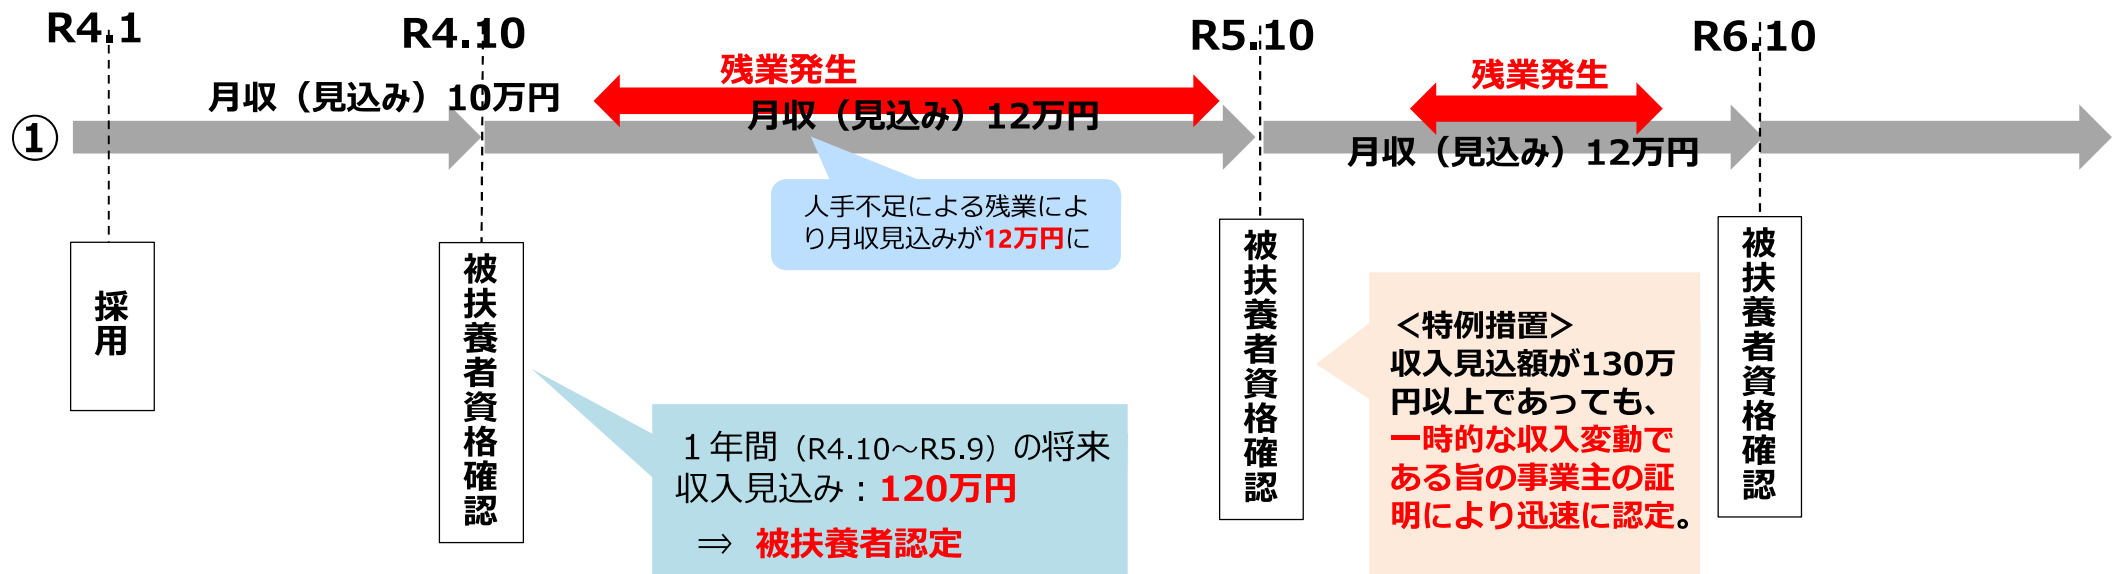 R4.1
R4.10
R5.10
R6.10
①
月収（見込み）10万円
残業発生
月収（見込み）12万円
残業発生
月収（見込み）12万円
人手不足による残業によ
り月収見込みが12万円に
採用
被扶養者資格確認
１年間（R4.10～R5.9）の将来
収入見込み：120万円
⇒ 被扶養者認定
被扶養者資格確認
＜特例措置＞
収入見込額が130万
円以上であっても、
一時的な収入変動で
ある旨の事業主の証
明により迅速に認定。
被扶養者資格確認